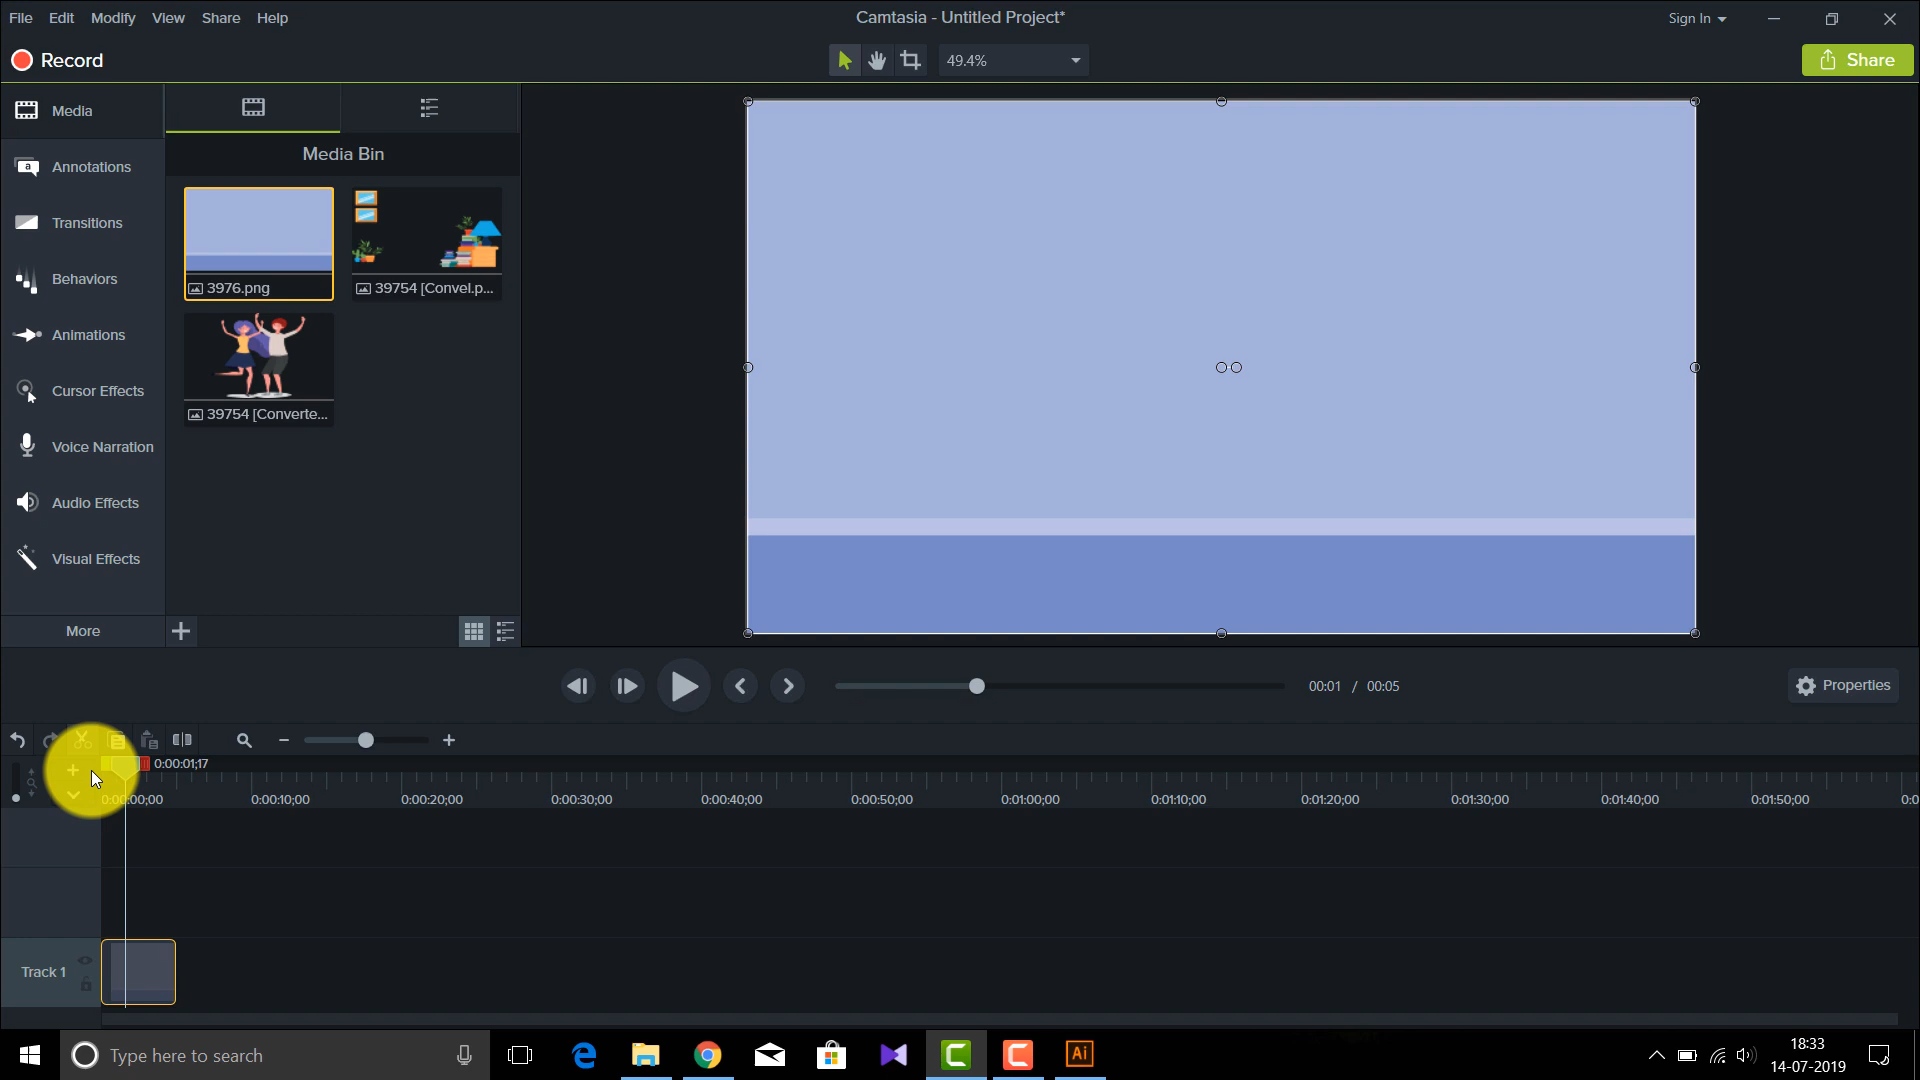 File Edit Modify View Share Help
Camtasia - Untitled Project*
Sign In
Record
49.4%
Share
Media
Annotations
Transitions
Behaviors
Animations
Cursor Effects
Voice Narration
Audio Effects
Visual Effects
More
Media Bin
3976.png
39754 [Convel.p...
39754 [Converte...
00:01 / 00:05
Properties
0:00:01;17
0:00:00;00 0:00:10;00 0:00:20;00 0:00:30;00 0:00:40;00 0:00:50;00 0:01:00;00 0:01:10;00 0:01:20;00 0:01:30;00 0:01:40;00 0:01:50;00 0:0
Track 1
Type here to search
Ai
18:33
14-07-2019